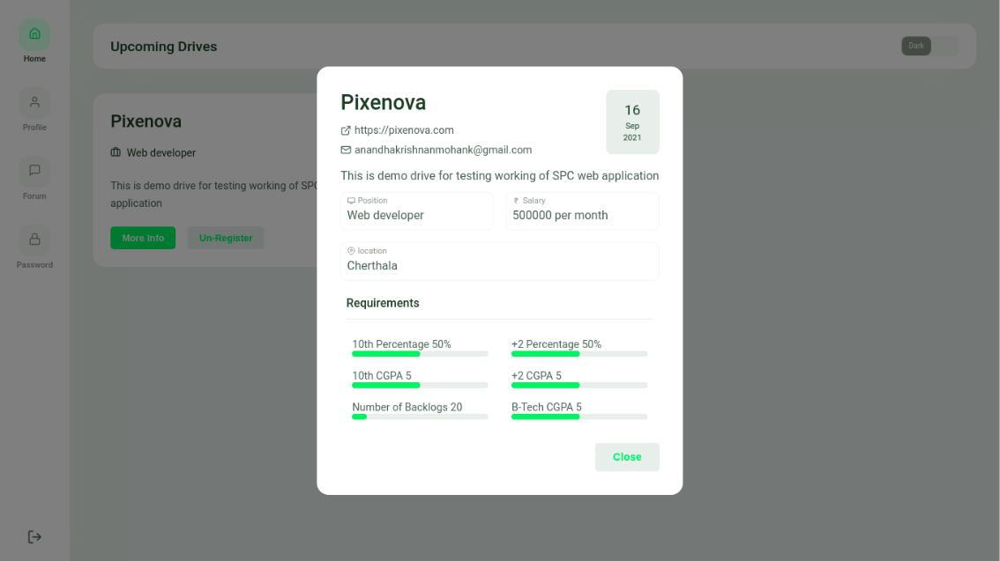 Home
Profile
Forum
Password
Upcoming Drives
Dark
Pixenova
Web developer
This is demo drive for testing working of SPC
application
More Info
Un-Register
Pixenova
https://pixenova.com
anandhakrishnanmohank@gmail.com
16
Sep
2021
This is demo drive for testing working of SPC web application
Position
Web developer
₹ Salary
500000 per month
location
Cherthala
Requirements
10th Percentage 50%
+2 Percentage 50%
10th CGPA 5
+2 CGPA 5
Number of Backlogs 20
B-Tech CGPA 5
Close